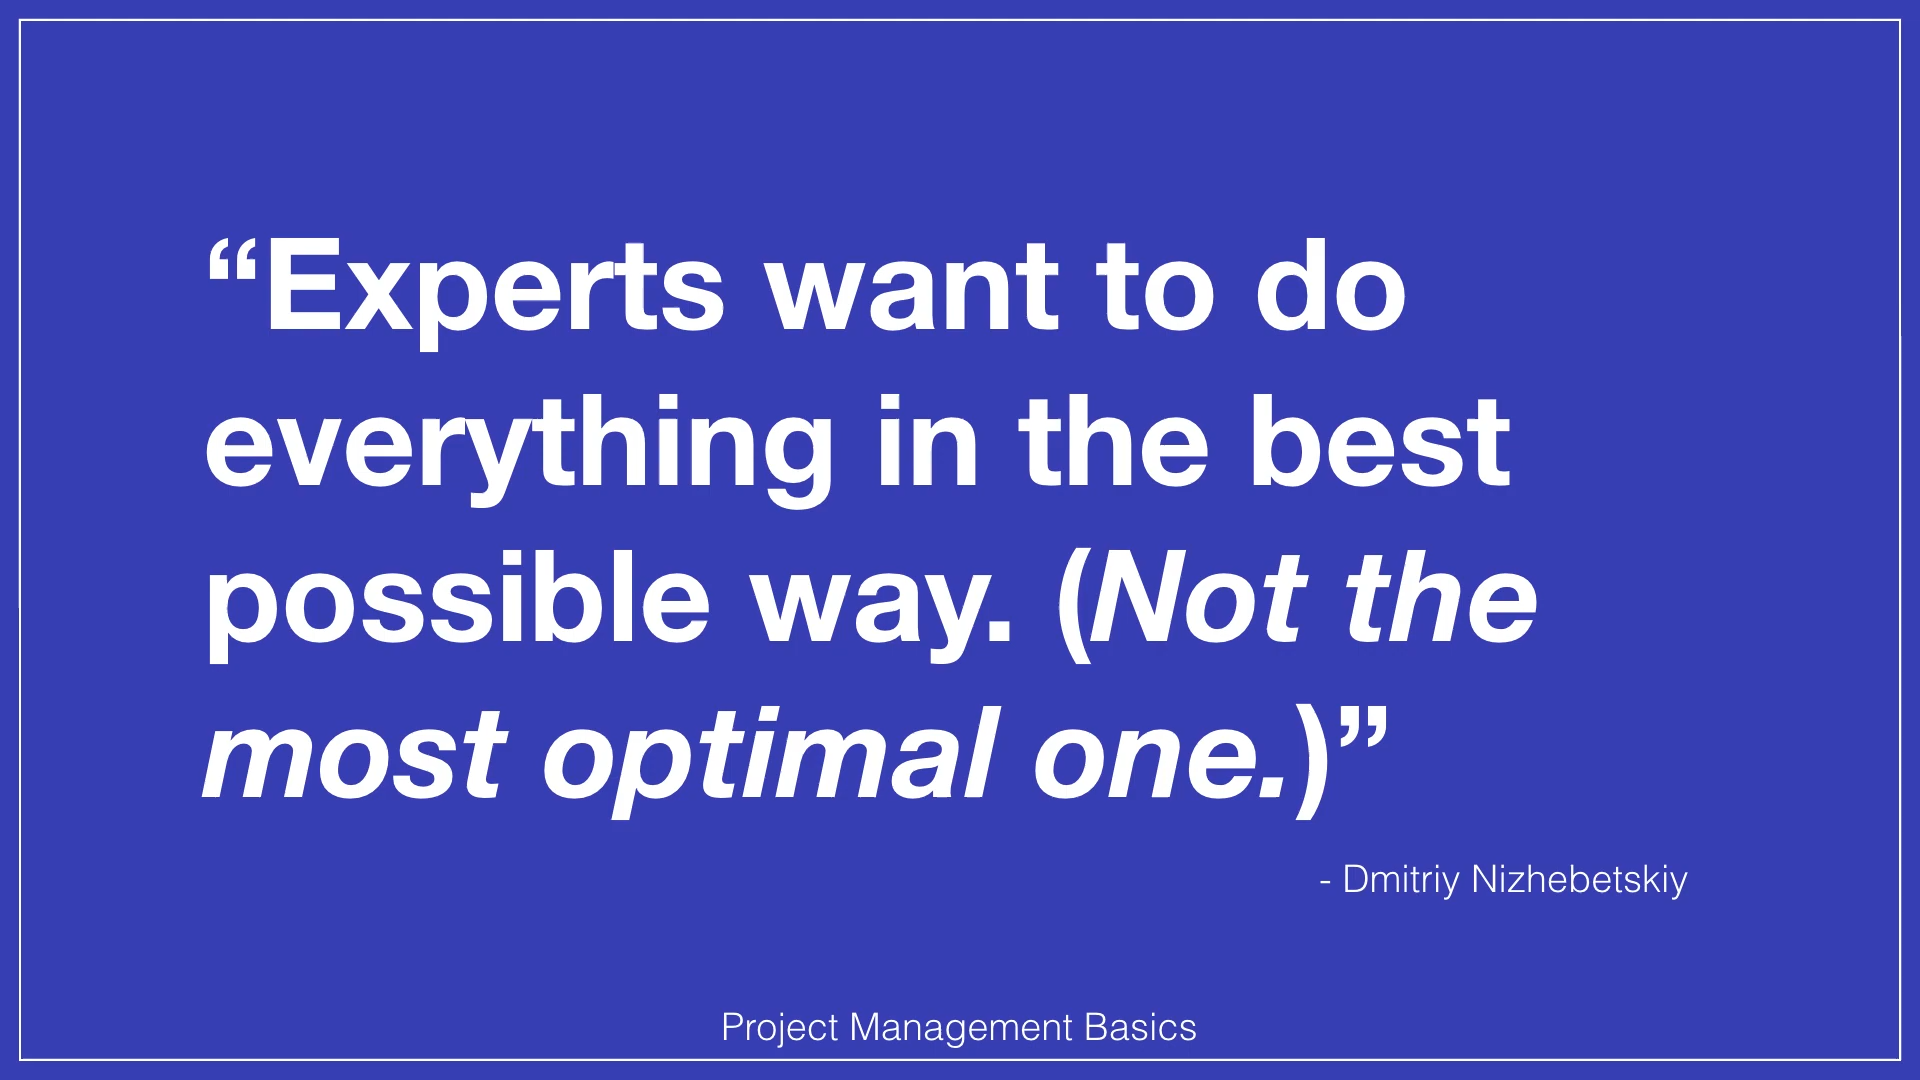 “Experts want to do
everything in the best
possible way. (Not the
most optimal one.)”
- Dmitriy Nizhebetskiy
Project Management Basics